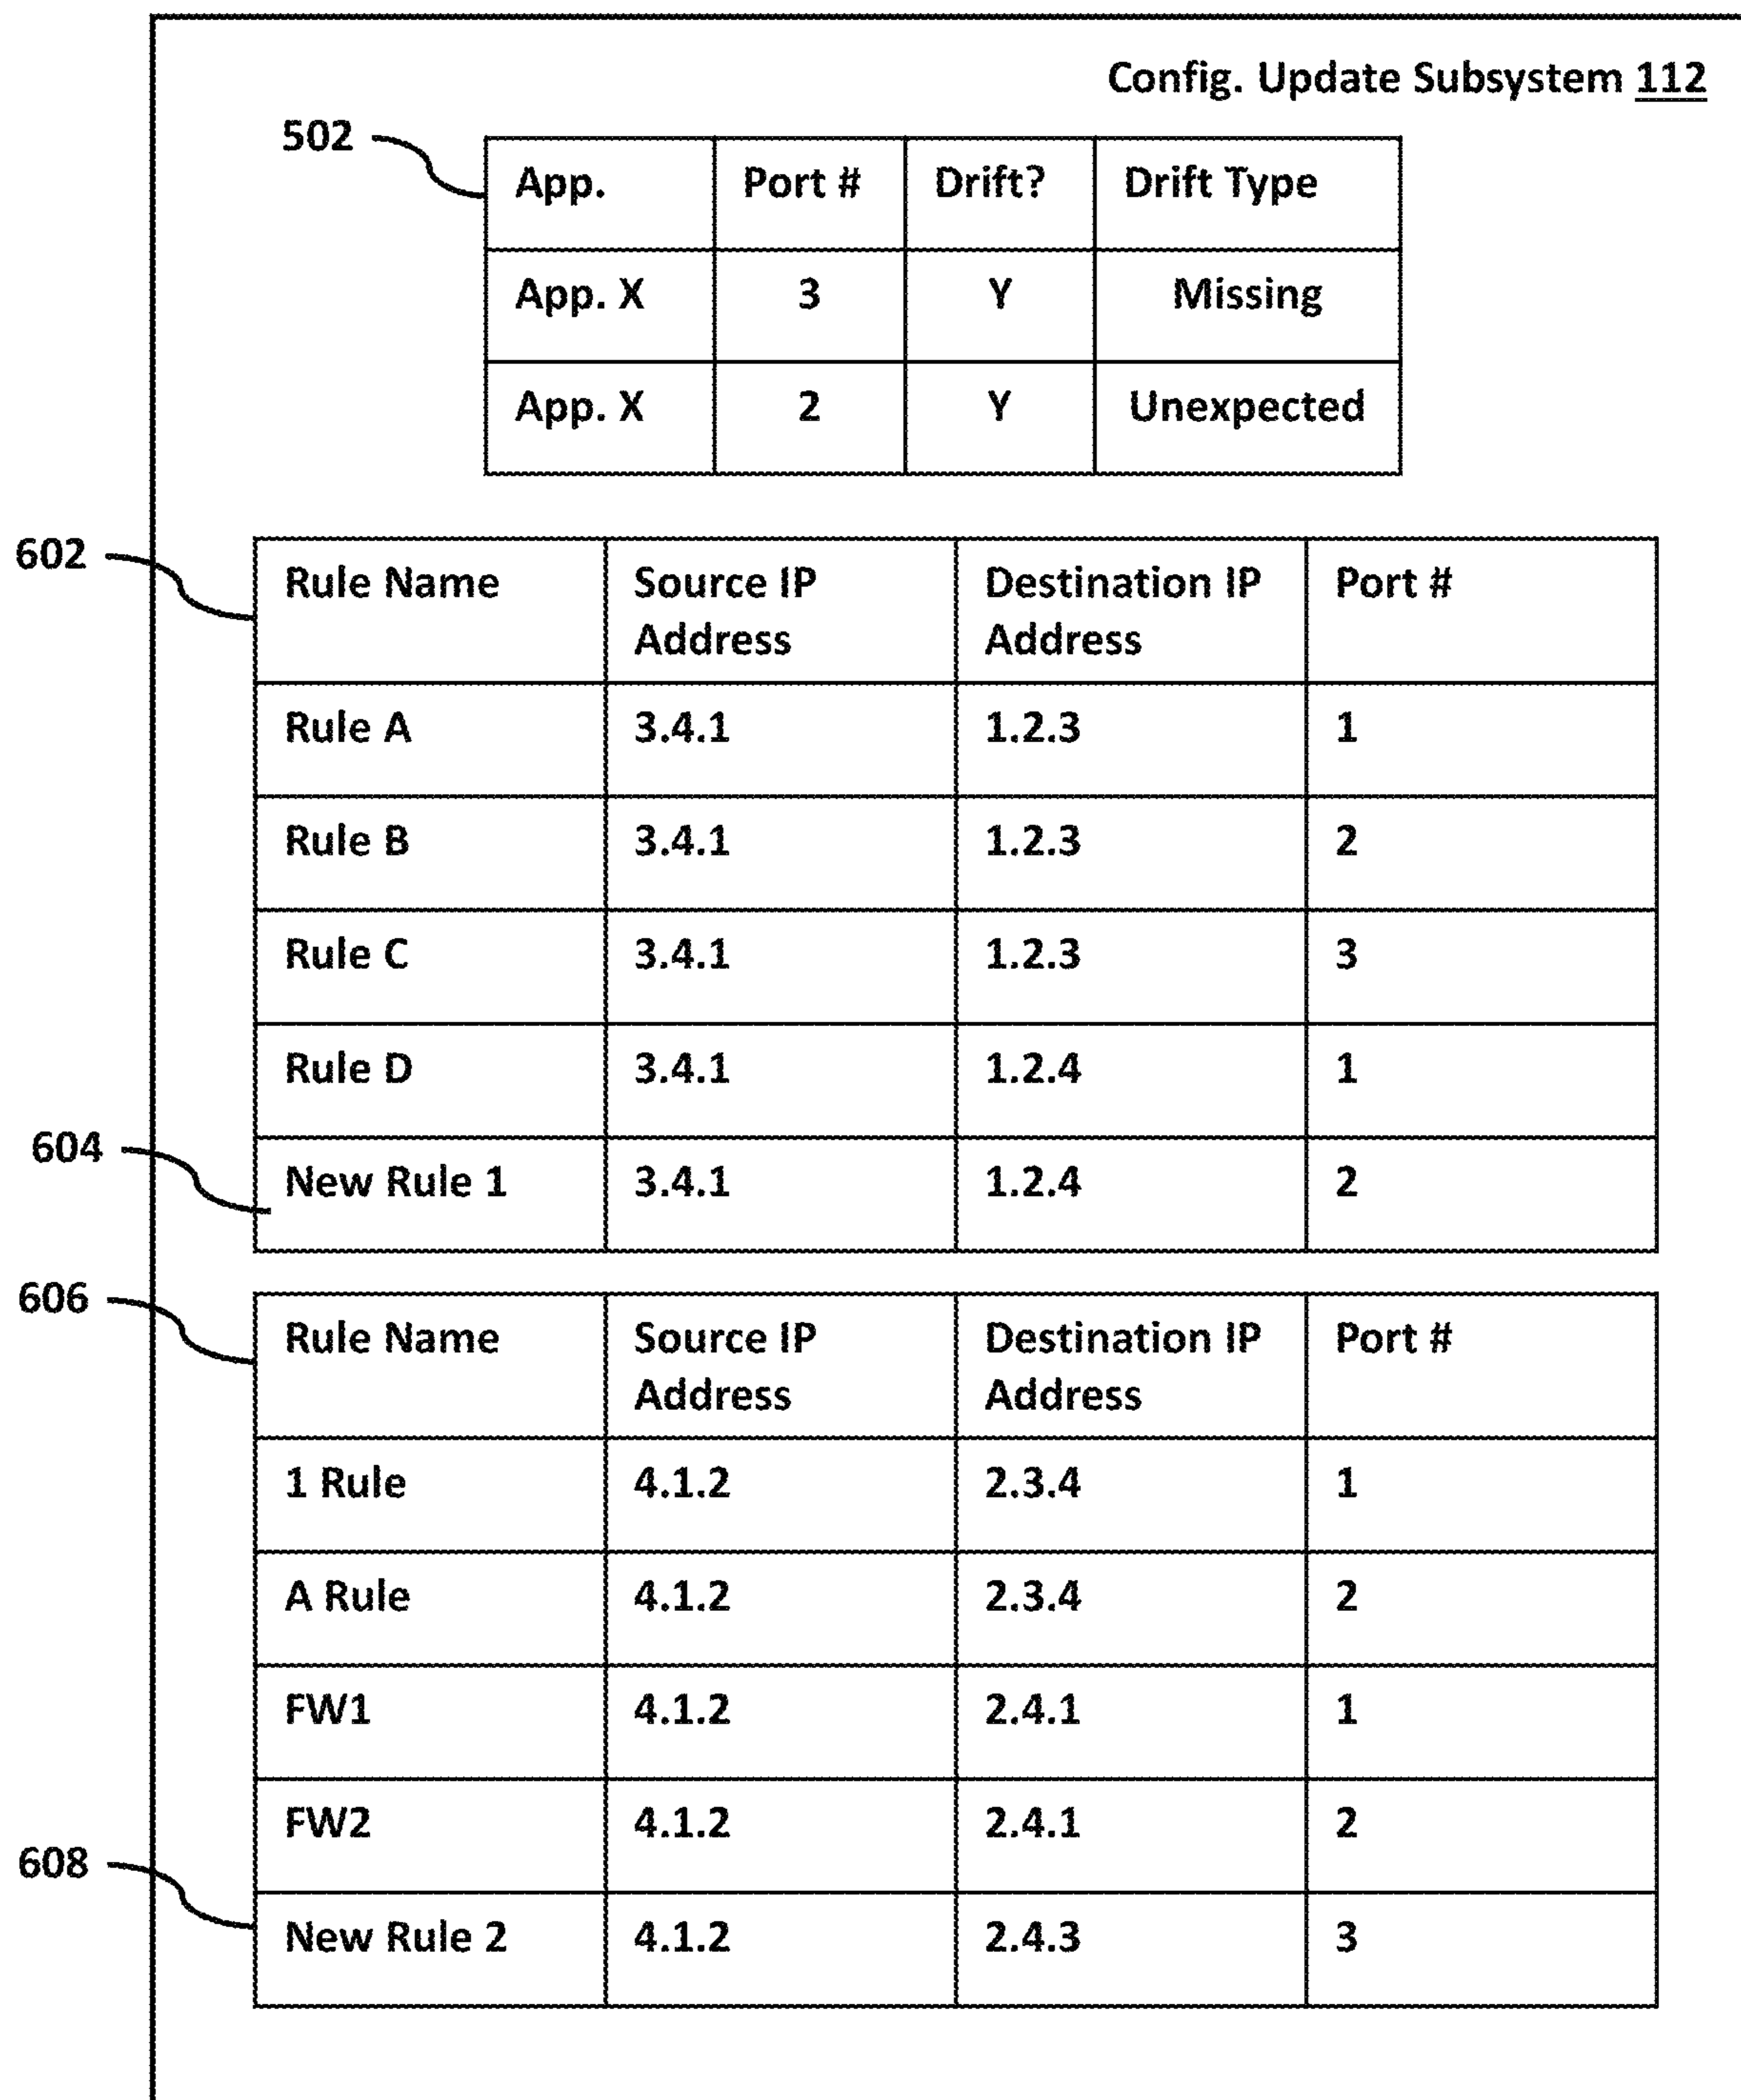 Config. Update Subsystem 112
502
App. Port # Drift? Drift Type
App. X 3 Y Missing
App. X 2 Y Unexpected
602
Rule Name Source IP Destination IP Port #
Address Address
Rule A 3.4.1 1.2.3 1
Rule B 3.4.1 1.2.3 2
Rule C 3.4.1 1.2.3 3
Rule D 3.4.1 1.2.4 1
604
New Rule 1 3.4.1 1.2.4 2
606
Rule Name Source IP Destination IP Port #
Address Address
1 Rule 4.1.2 2.3.4 1
A Rule 4.1.2 2.3.4 2
FW1 4.1.2 2.4.1 1
FW2 4.1.2 2.4.1 2
608
New Rule 2 4.1.2 2.4.3 3